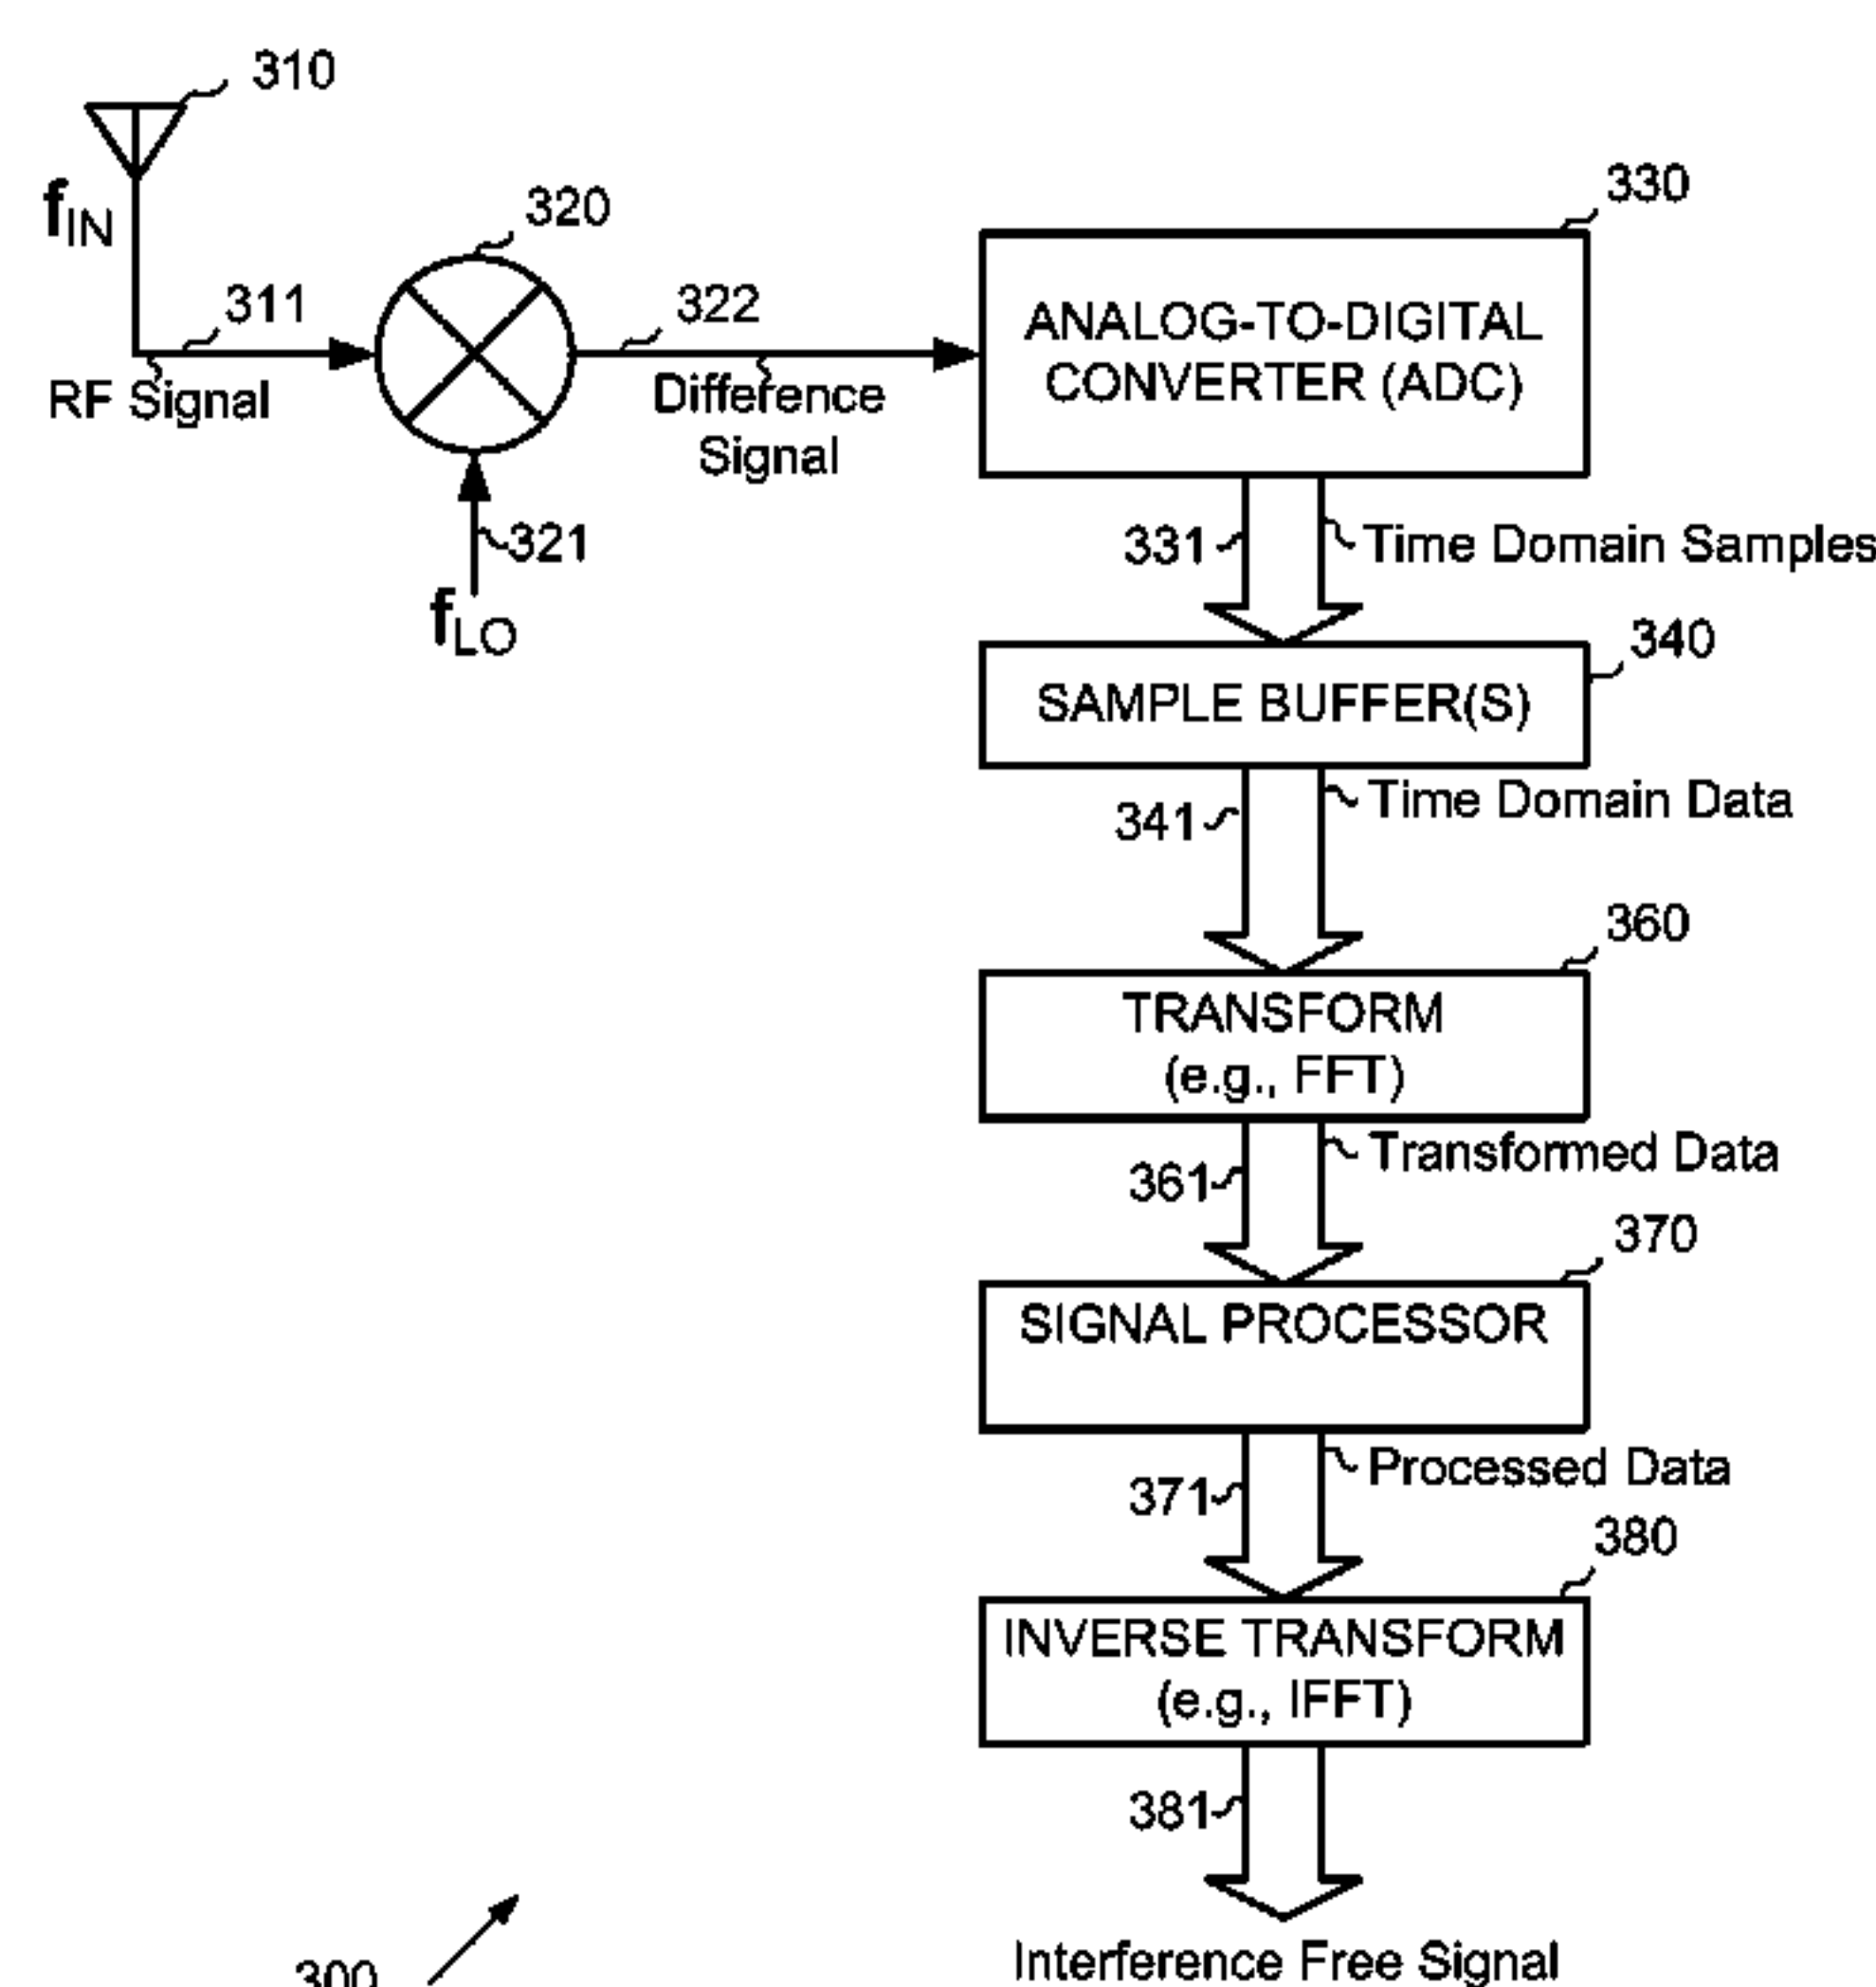 310
f IN
320
330
311
322
ANALOG-TO-DIGITAL
CONVERTER (ADC)
RF Signal
Difference
Signal
321
f LO
331
Time Domain Samples
340
SAMPLE BUFFER(S)
341
Time Domain Data
360
TRANSFORM
(e.g., FFT)
361
Transformed Data
370
SIGNAL PROCESSOR
371
Processed Data
380
INVERSE TRANSFORM
(e.g., IFFT)
381
300
Interference Free Signal